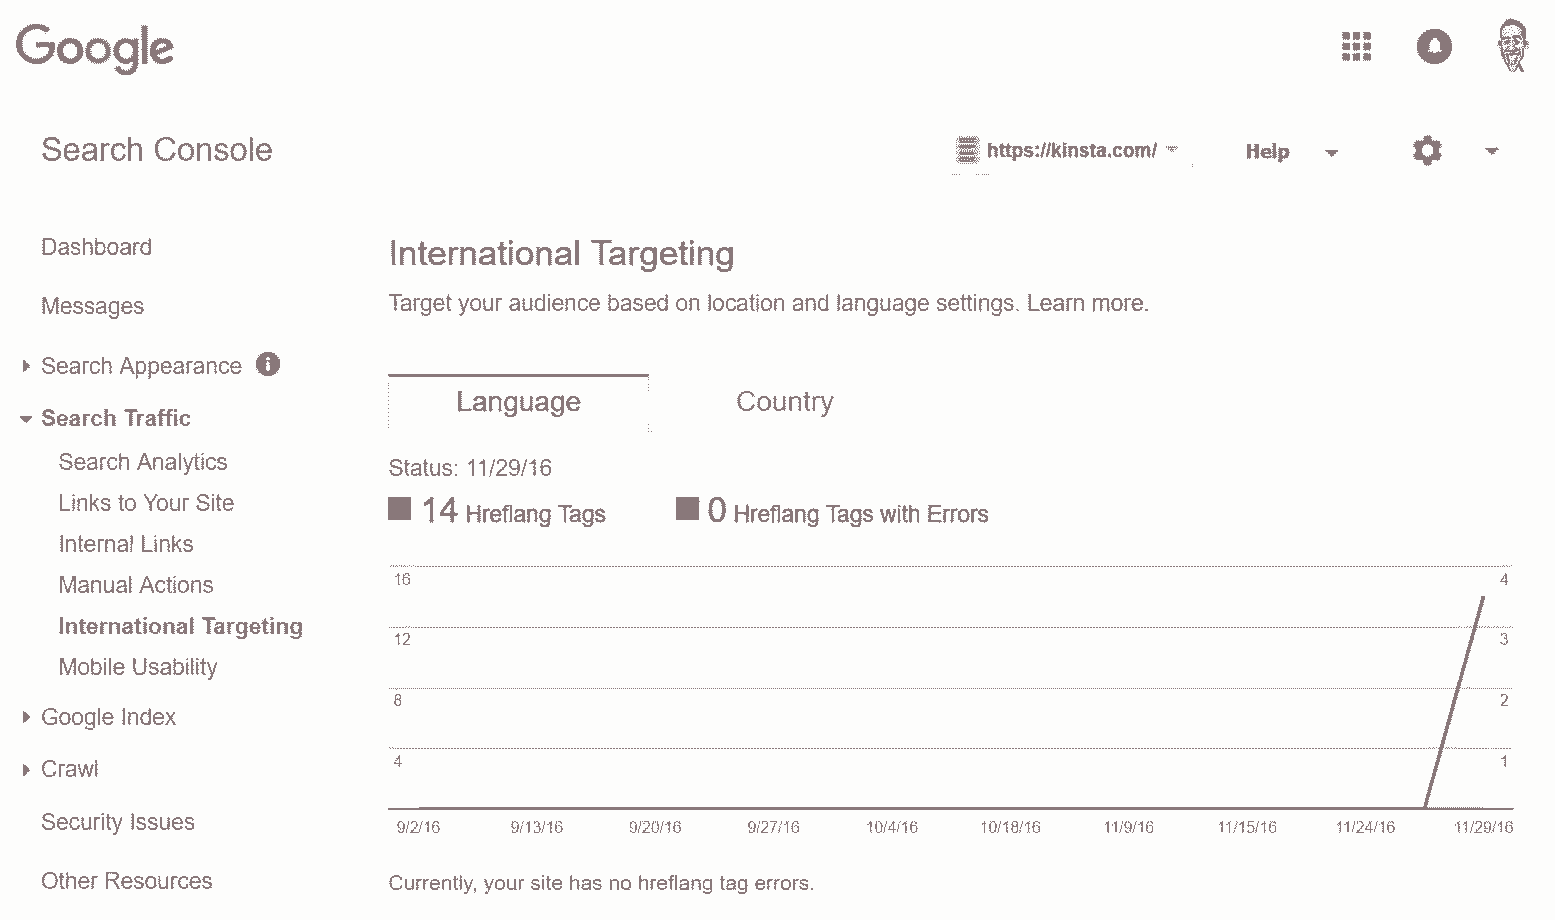 Google
Search Console
https://kinsta.com/
Help
Dashboard
Messages
Search Appearance
Search Traffic
Search Analytics
Links to Your Site
Internal Links
Manual Actions
International Targeting
Mobile Usability
Google Index
Crawl
Security Issues
Other Resources
International Targeting
Target your audience based on location and language settings. Learn more.
Language Country
Status: 11/29/16
14 Hreflang Tags 0 Hreflang Tags with Errors
16 4
12 3
8 2
4 1
9/2/16 9/13/16 9/20/16 9/27/16 10/4/16 10/18/16 11/9/16 11/15/16 11/24/16 11/29/16
Currently, your site has no hreflang tag errors.